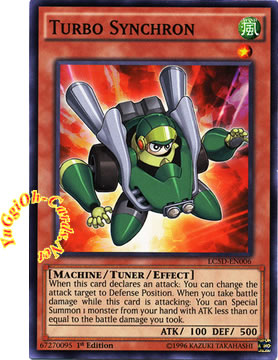 TURBO SYNCHRON
風
YuGgiOh-Cards.Net
LC5D-EN006
[MACHINE / TUNER / EFFECT]
When this card declares an attack: You can change the
attack target to Defense Position. When you take battle
damage while this card is attacking: You can Special
Summon 1 monster from your hand with ATK less than or
equal to the battle damage you took.
ATK/ 100 DEF/ 500
67270095 1st Edition ©1996 KAZUKI TAKAHASHI